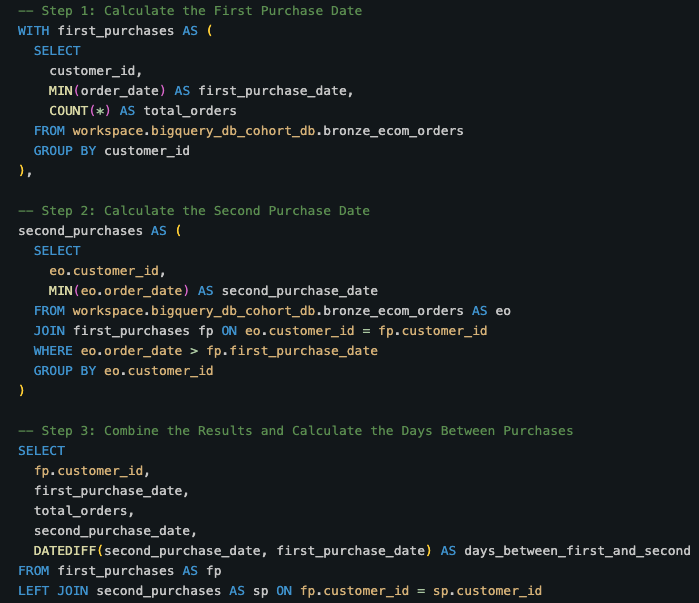 -- Step 1: Calculate the First Purchase Date
WITH first_purchases AS (
  SELECT
    customer_id,
    MIN(order_date) AS first_purchase_date,
    COUNT(*) AS total_orders
  FROM workspace.bigquery_db_cohort_db.bronze_ecom_orders
  GROUP BY customer_id
),

-- Step 2: Calculate the Second Purchase Date
second_purchases AS (
  SELECT
    eo.customer_id,
    MIN(eo.order_date) AS second_purchase_date
  FROM workspace.bigquery_db_cohort_db.bronze_ecom_orders AS eo
  JOIN first_purchases fp ON eo.customer_id = fp.customer_id
  WHERE eo.order_date > fp.first_purchase_date
  GROUP BY eo.customer_id
)

-- Step 3: Combine the Results and Calculate the Days Between Purchases
SELECT
  fp.customer_id,
  first_purchase_date,
  total_orders,
  second_purchase_date,
  DATEDIFF(second_purchase_date, first_purchase_date) AS days_between_first_and_second
FROM first_purchases AS fp
LEFT JOIN second_purchases AS sp ON fp.customer_id = sp.customer_id